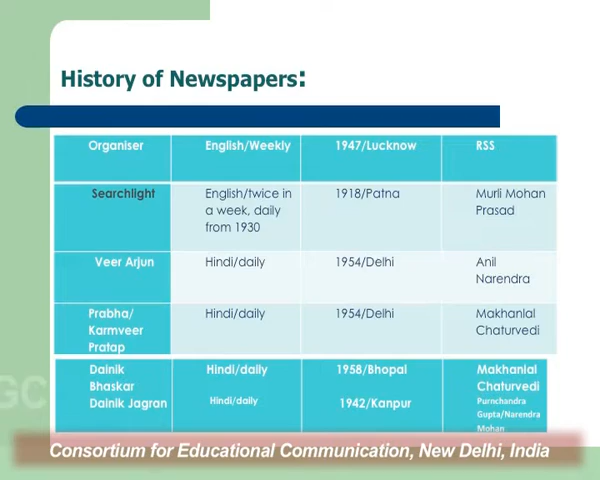 History of Newspapers:
Organiser English/Weekly 1947/Lucknow RSS
Searchlight English/twice in 1918/Patna Murli Mohan
a week, daily Prasad
from 1930
Veer Arjun Hindi/daily 1954/Delhi Anil
Narendra
Prabha/ Hindi/daily 1954/Delhi Makhanlal
Karmveer Chaturvedi
Pratap
Dainik Hindi/daily 1958/Bhopal Makhanlal
Bhaskar Chaturvedi
Dainik Jagran Hindi/daily 1942/Kanpur Purnchandra
Gupta/Narendra
Mohan
GC
Consortium for Educational Communication, New Delhi, India